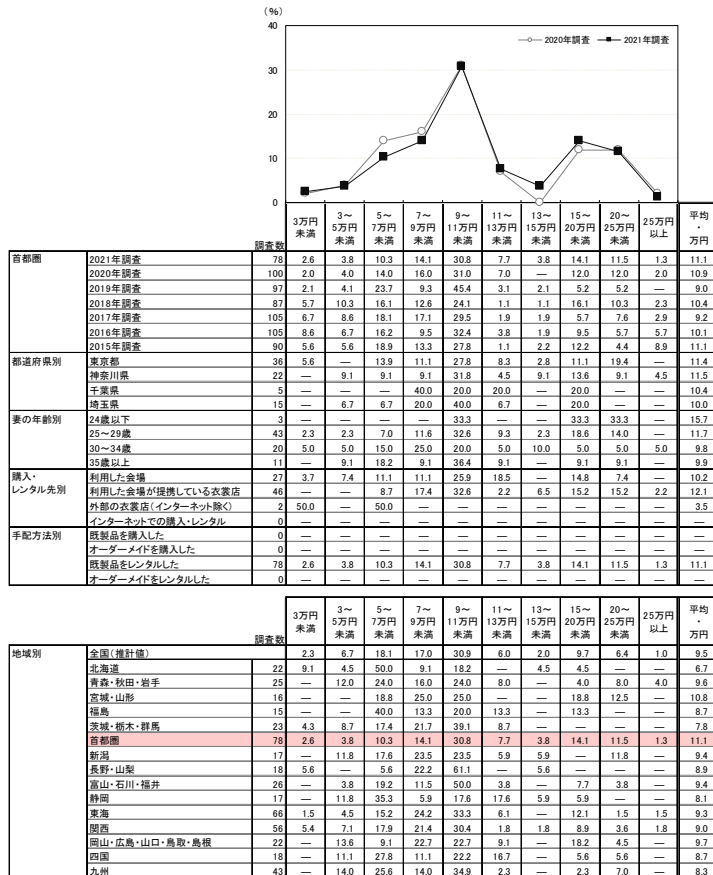 (%)
40
30
20
10
0
2020年調査 2021年調査
調査数 3万円未満 3～5万円未満 5～7万円未満 7～9万円未満 9～11万円未満 11～13万円未満 13～15万円未満 15～20万円未満 20～25万円未満 25万円以上 平均・万円
首都圏 2021年調査 78 2.6 3.8 10.3 14.1 30.8 7.7 3.8 14.1 11.5 1.3 11.1
2020年調査 100 2.0 4.0 14.0 16.0 31.0 7.0 — 12.0 12.0 2.0 10.9
2019年調査 97 2.1 4.1 23.7 9.3 45.4 3.1 2.1 5.2 5.2 — 9.0
2018年調査 87 5.7 10.3 16.1 12.6 24.1 1.1 1.1 16.1 10.3 2.3 10.4
2017年調査 105 6.7 8.6 18.1 17.1 29.5 1.9 1.9 5.7 7.6 2.9 9.2
2016年調査 105 8.6 6.7 16.2 9.5 32.4 3.8 1.9 9.5 5.7 5.7 10.1
2015年調査 90 5.6 5.6 18.9 13.3 27.8 1.1 2.2 12.2 4.4 8.9 11.1
都道府県別 東京都 36 5.6 — 13.9 11.1 27.8 8.3 2.8 11.1 19.4 — 11.4
神奈川県 22 — 9.1 9.1 9.1 31.8 4.5 9.1 13.6 9.1 4.5 11.5
千葉県 5 — — — 40.0 20.0 20.0 — 20.0 — — 10.4
埼玉県 15 — 6.7 6.7 20.0 40.0 6.7 — 20.0 — — 10.0
妻の年齢別 24歳以下 3 — — — — 33.3 — — 33.3 33.3 — 15.7
25～29歳 43 2.3 2.3 7.0 11.6 32.6 9.3 2.3 18.6 14.0 — 11.7
30～34歳 20 5.0 5.0 15.0 25.0 20.0 5.0 10.0 5.0 5.0 5.0 9.8
35歳以上 11 — 9.1 18.2 9.1 36.4 9.1 — 9.1 9.1 — 9.9
購入・レンタル先別 利用した会場 27 3.7 7.4 11.1 11.1 25.9 18.5 — 14.8 7.4 — 10.2
利用した会場が提携している衣裳店 46 — — 8.7 17.4 32.6 2.2 6.5 15.2 15.2 2.2 12.1
外部の衣裳店（インターネット除く） 2 50.0 — 50.0 — — — — — — — 3.5
インターネットでの購入・レンタル 0 — — — — — — — — — — —
手配方法別 既製品を購入した 0 — — — — — — — — — — —
オーダーメイドを購入した 0 — — — — — — — — — — —
既製品をレンタルした 78 2.6 3.8 10.3 14.1 30.8 7.7 3.8 14.1 11.5 1.3 11.1
オーダーメイドをレンタルした 0 — — — — — — — — — — —
調査数 3万円未満 3～5万円未満 5～7万円未満 7～9万円未満 9～11万円未満 11～13万円未満 13～15万円未満 15～20万円未満 20～25万円未満 25万円以上 平均・万円
地域別 全国（推計値） 2.3 6.7 18.1 17.0 30.9 6.0 2.0 9.7 6.4 1.0 9.5
北海道 22 9.1 4.5 50.0 9.1 18.2 — 4.5 4.5 — — 6.7
青森・秋田・岩手 25 — 12.0 24.0 16.0 24.0 8.0 — 4.0 8.0 4.0 9.6
宮城・山形 16 — — 18.8 25.0 25.0 — — 18.8 12.5 — 10.8
福島 15 — — 40.0 13.3 20.0 13.3 — 13.3 — — 8.7
茨城・栃木・群馬 23 4.3 8.7 17.4 21.7 39.1 8.7 — — — — 7.8
首都圏 78 2.6 3.8 10.3 14.1 30.8 7.7 3.8 14.1 11.5 1.3 11.1
新潟 17 — 11.8 17.6 23.5 23.5 5.9 5.9 — 11.8 — 9.4
長野・山梨 18 5.6 — 5.6 22.2 61.1 — 5.6 — — — 8.9
富山・石川・福井 26 — 3.8 19.2 11.5 50.0 3.8 — 7.7 3.8 — 9.4
静岡 17 — 11.8 35.3 5.9 17.6 17.6 5.9 5.9 — — 8.1
東海 66 1.5 4.5 15.2 24.2 33.3 6.1 — 12.1 1.5 1.5 9.3
関西 56 5.4 7.1 17.9 21.4 30.4 1.8 1.8 8.9 3.6 1.8 9.0
岡山・広島・山口・鳥取・島根 22 — 13.6 9.1 22.7 22.7 9.1 — 18.2 4.5 — 9.7
四国 18 — 11.1 27.8 11.1 22.2 16.7 — 5.6 5.6 — 8.7
九州 43 — 14.0 25.6 14.0 34.9 2.3 — 2.3 7.0 — 8.3